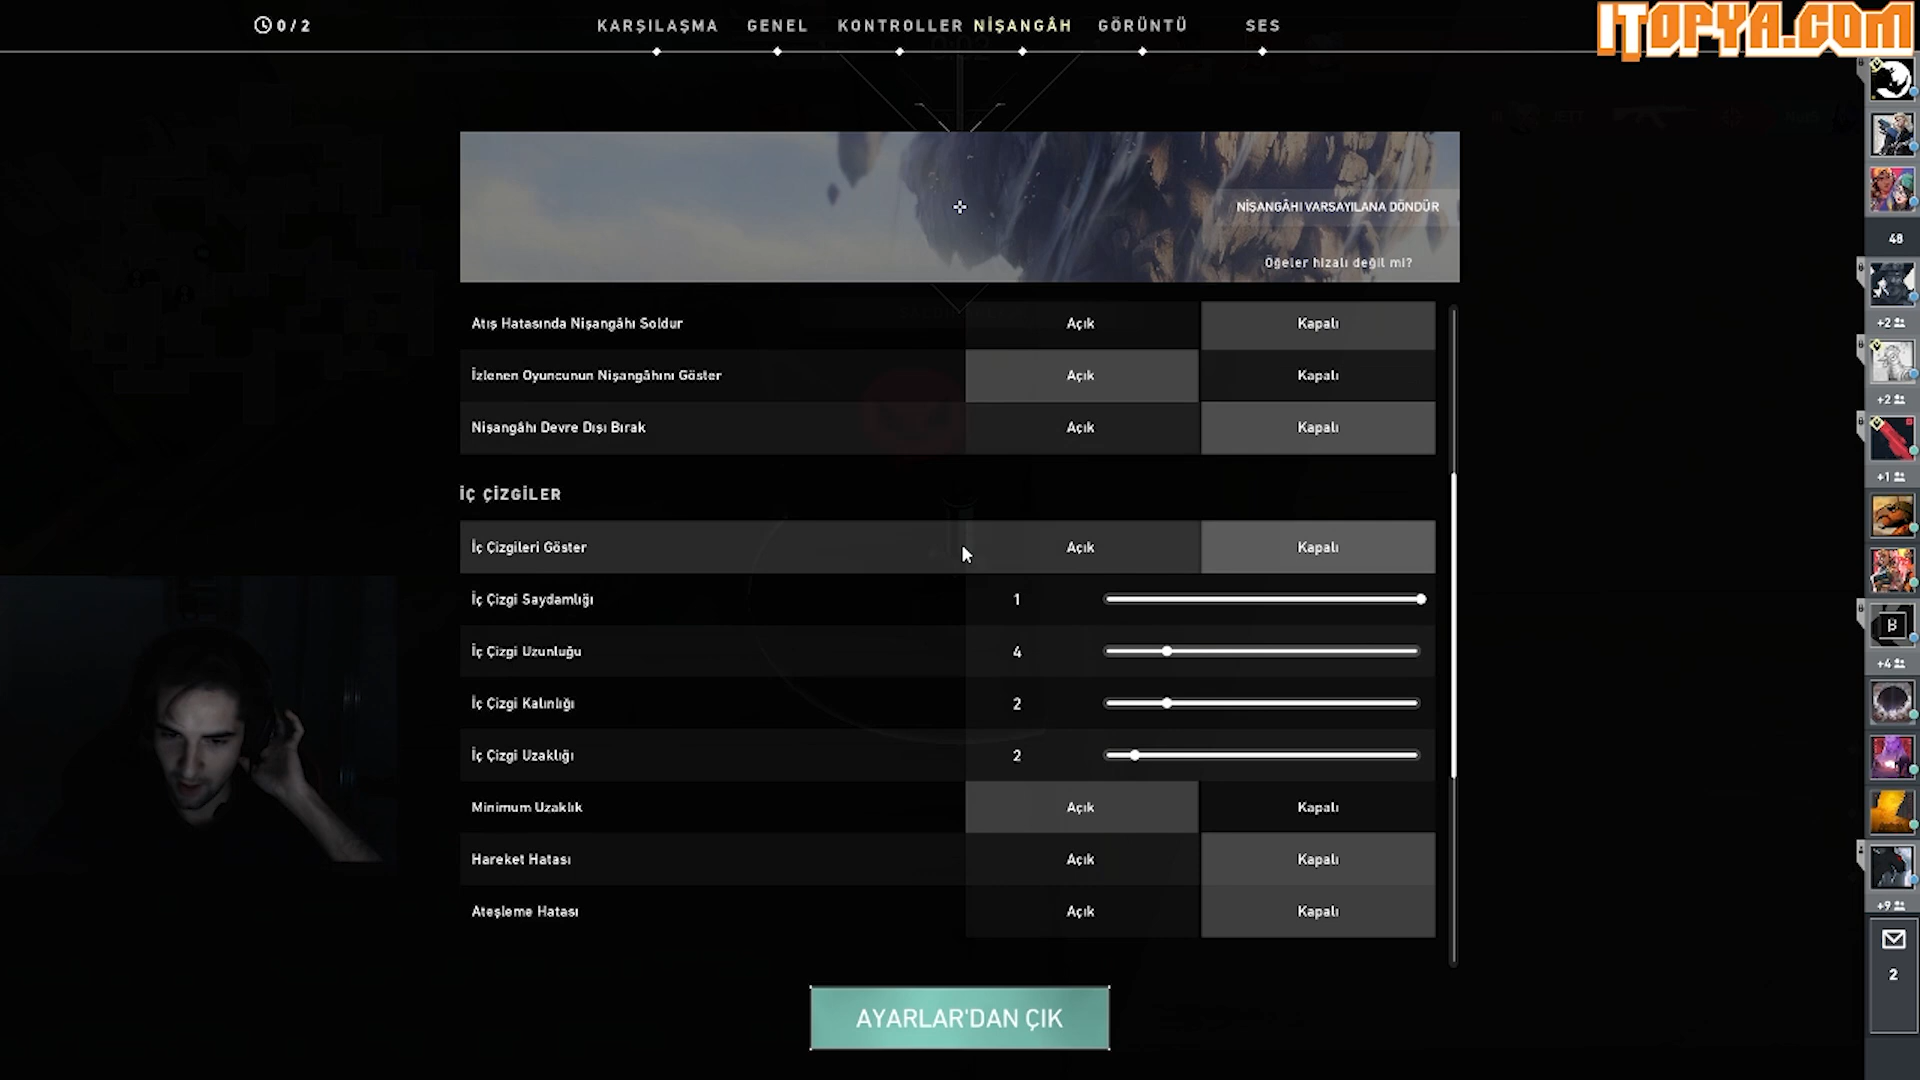 0 / 2
KARŞILAŞMA GENEL KONTROLLER NİŞANGÂH GÖRÜNTÜ SES
ITOPYA.COM
NİŞANGÂHI VARSAYILANA DÖNDÜR
Öğeler hizalı değil mi?
Atış Hatasında Nişangâhı Soldur Açık Kapalı
İzlenen Oyuncunun Nişangâhını Göster Açık Kapalı
Nişangâhı Devre Dışı Bırak Açık Kapalı
İÇ ÇİZGİLER
İç Çizgileri Göster Açık Kapalı
İç Çizgi Saydamlığı 1
İç Çizgi Uzunluğu 4
İç Çizgi Kalınlığı 2
İç Çizgi Uzaklığı 2
Minimum Uzaklık Açık Kapalı
Hareket Hatası Açık Kapalı
Ateşleme Hatası Açık Kapalı
AYARLAR'DAN ÇIK
48
+2
+2
+1
B
+4
+9
2